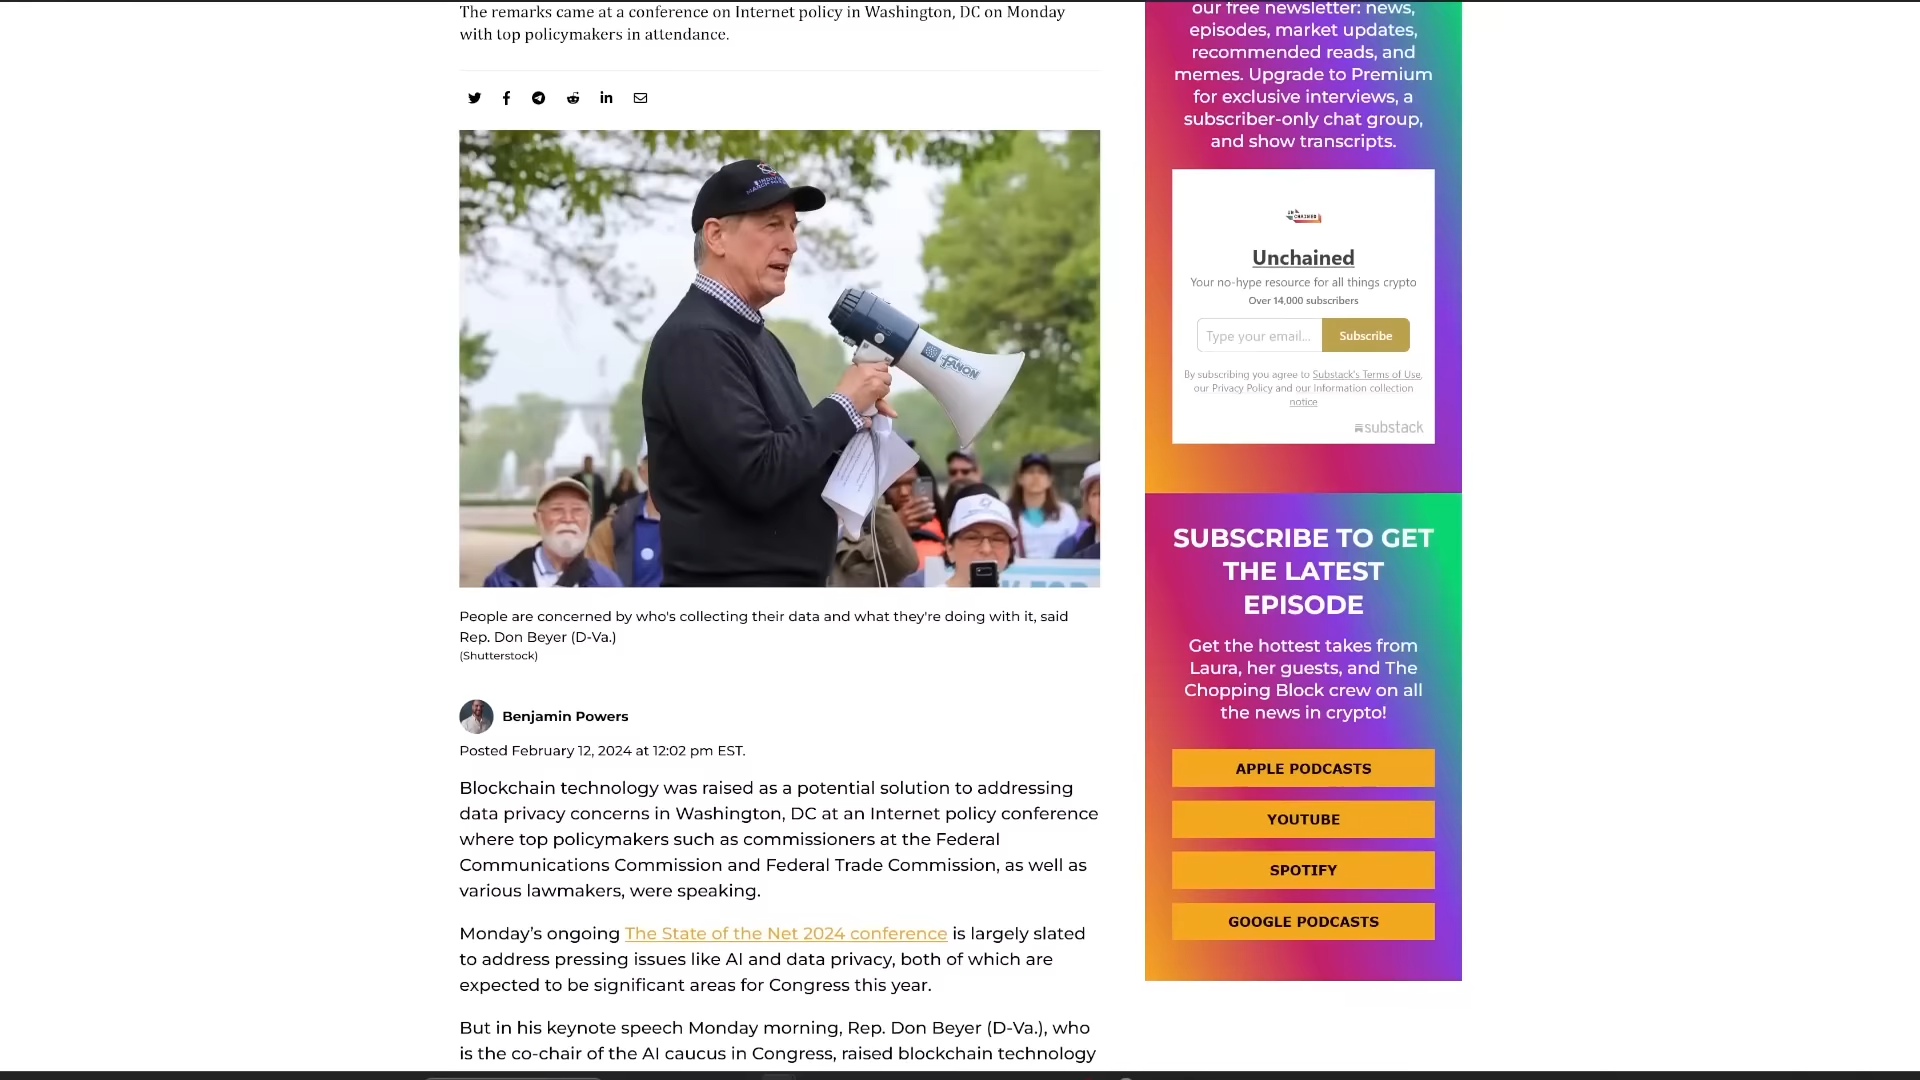 The remarks came at a conference on Internet policy in Washington, DC on Monday
with top policymakers in attendance.
FANON
People are concerned by who's collecting their data and what they're doing with it, said
Rep. Don Beyer (D-Va.)
(Shutterstock)
Benjamin Powers
Posted February 12, 2024 at 12:02 pm EST.
Blockchain technology was raised as a potential solution to addressing
data privacy concerns in Washington, DC at an Internet policy conference
where top policymakers such as commissioners at the Federal
Communications Commission and Federal Trade Commission, as well as
various lawmakers, were speaking.
Monday’s ongoing The State of the Net 2024 conference is largely slated
to address pressing issues like AI and data privacy, both of which are
expected to be significant areas for Congress this year.
But in his keynote speech Monday morning, Rep. Don Beyer (D-Va.), who
is the co-chair of the AI caucus in Congress, raised blockchain technology
our free newsletter: news,
episodes, market updates,
recommended reads, and
memes. Upgrade to Premium
for exclusive interviews, a
subscriber-only chat group,
and show transcripts.
Unchained
Your no-hype resource for all things crypto
Over 14,000 subscribers
Type your email...
Subscribe
By subscribing you agree to Substack's Terms of Use,
our Privacy Policy and our Information collection
notice
substack
SUBSCRIBE TO GET
THE LATEST
EPISODE
Get the hottest takes from
Laura, her guests, and The
Chopping Block crew on all
the news in crypto!
APPLE PODCASTS
YOUTUBE
SPOTIFY
GOOGLE PODCASTS